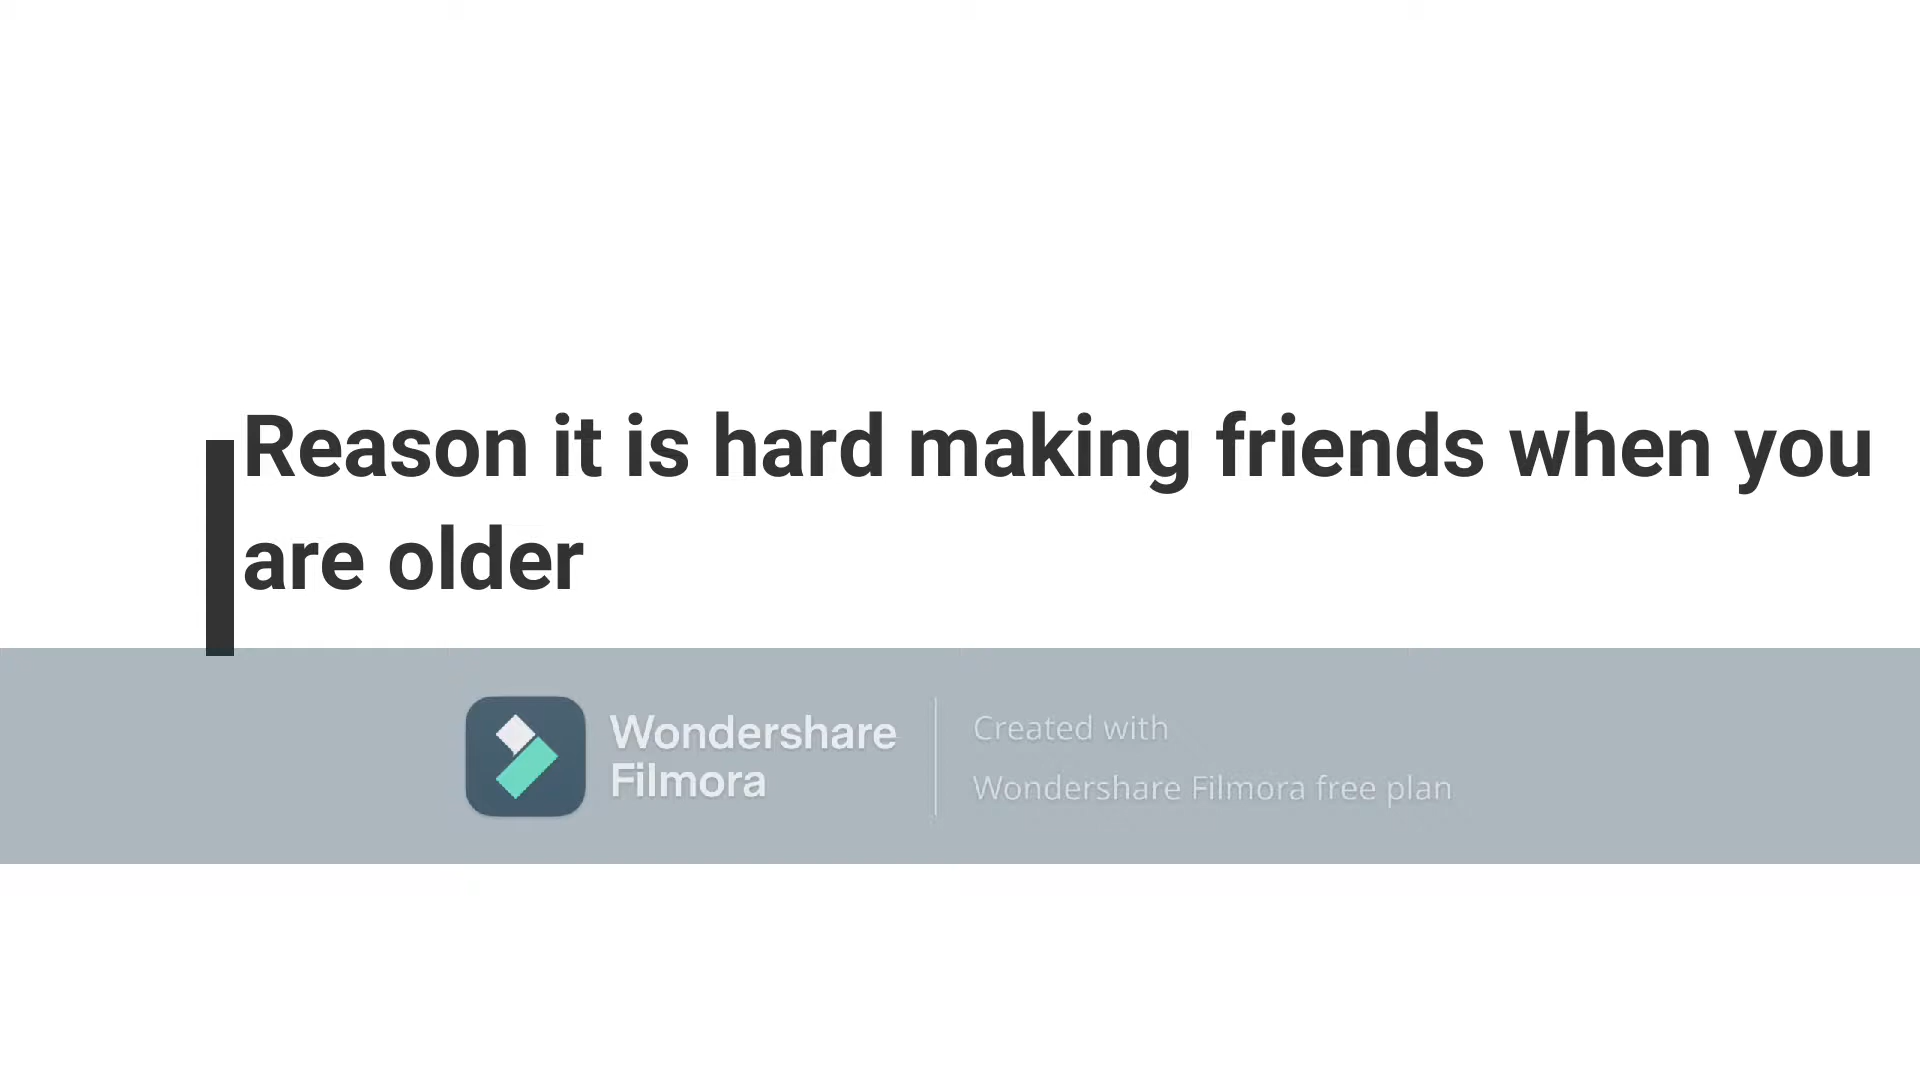 Reason it is hard making friends when you
are older
Wondershare
Filmora
Created with
Wondershare Filmora free plan